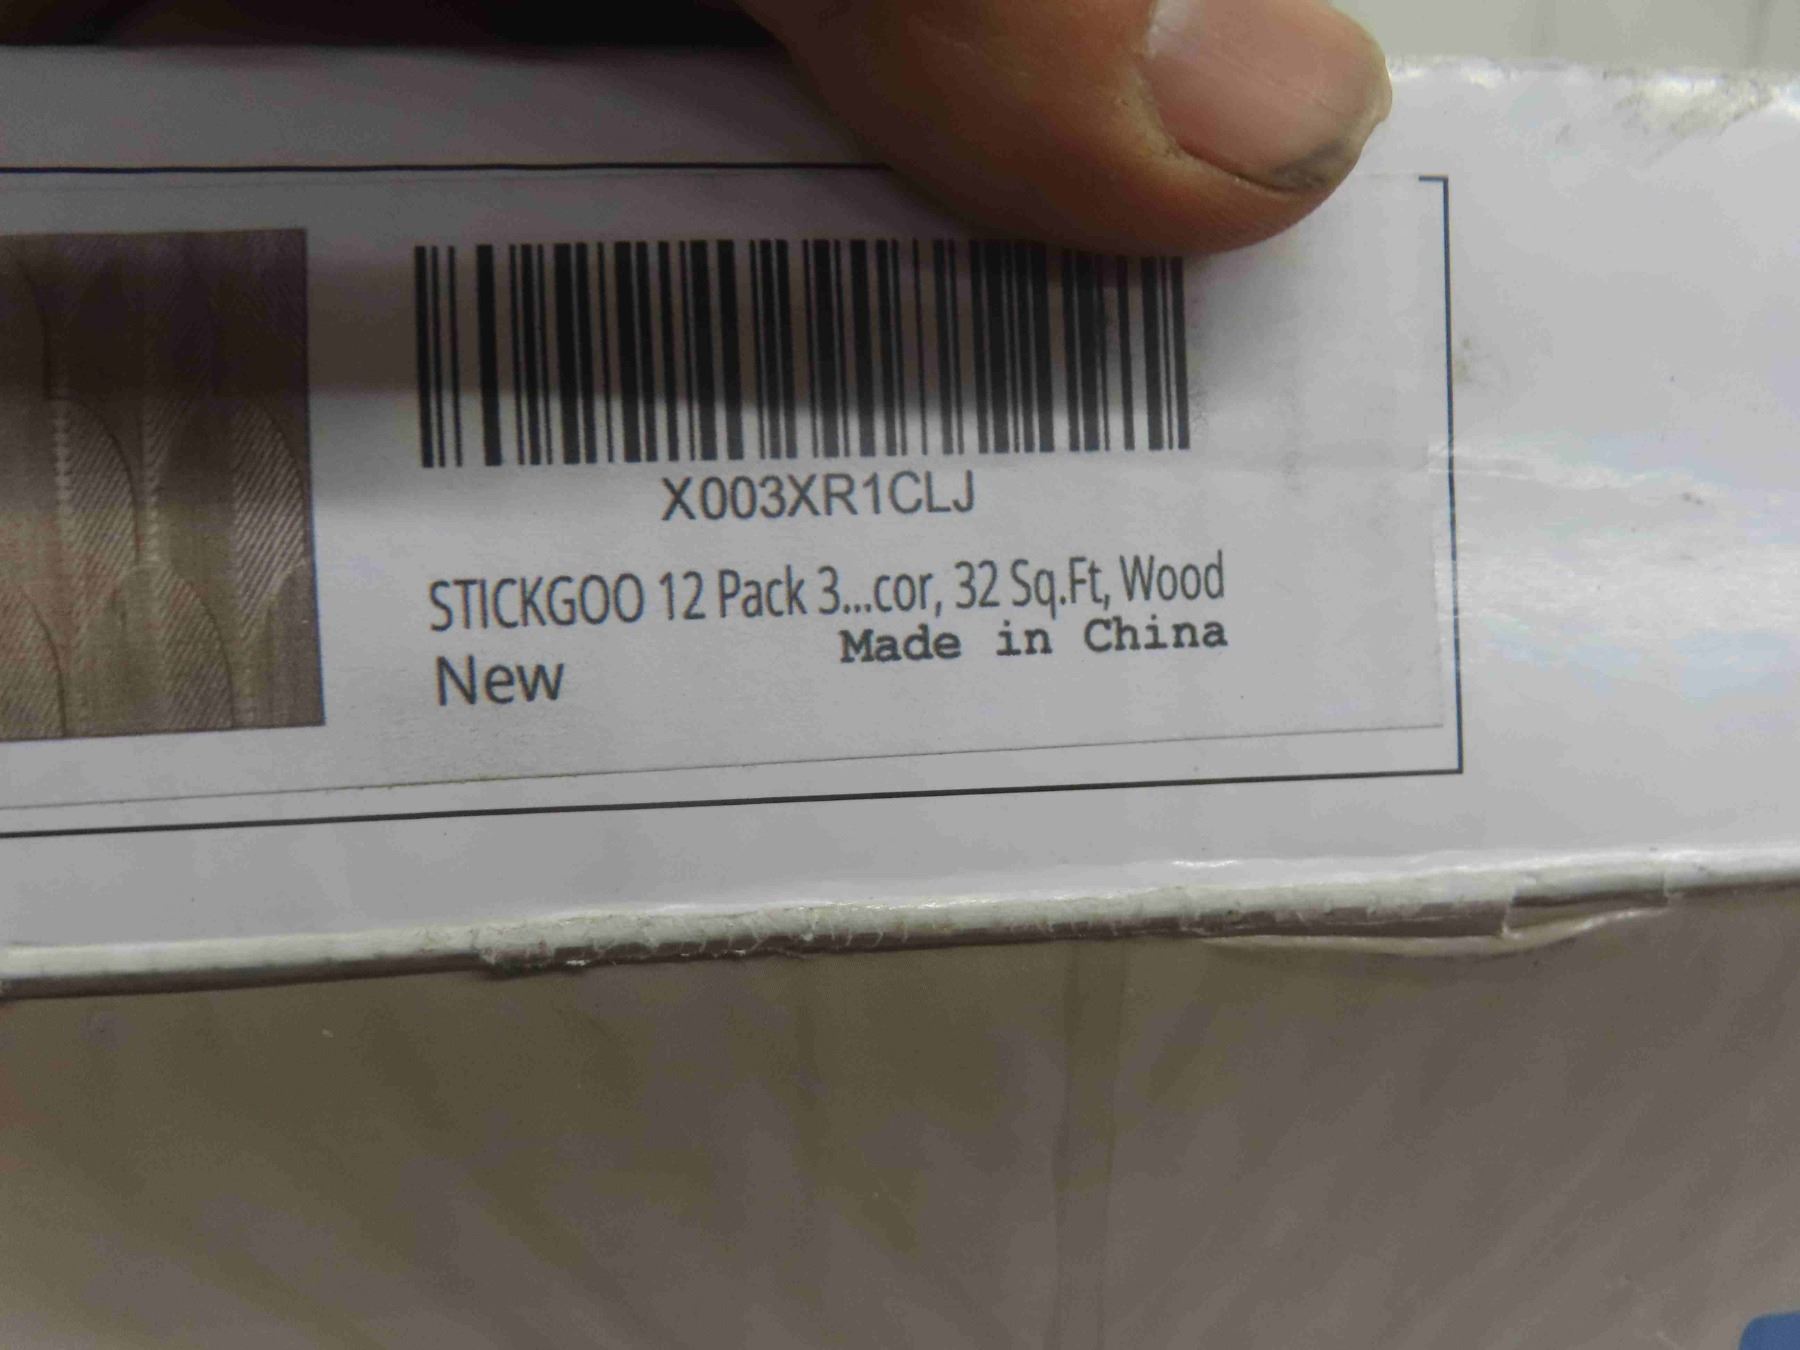 X003XR1CLJ
STICKGOO 12 Pack 3...cor, 32 Sq.Ft, Wood
Made in China
New